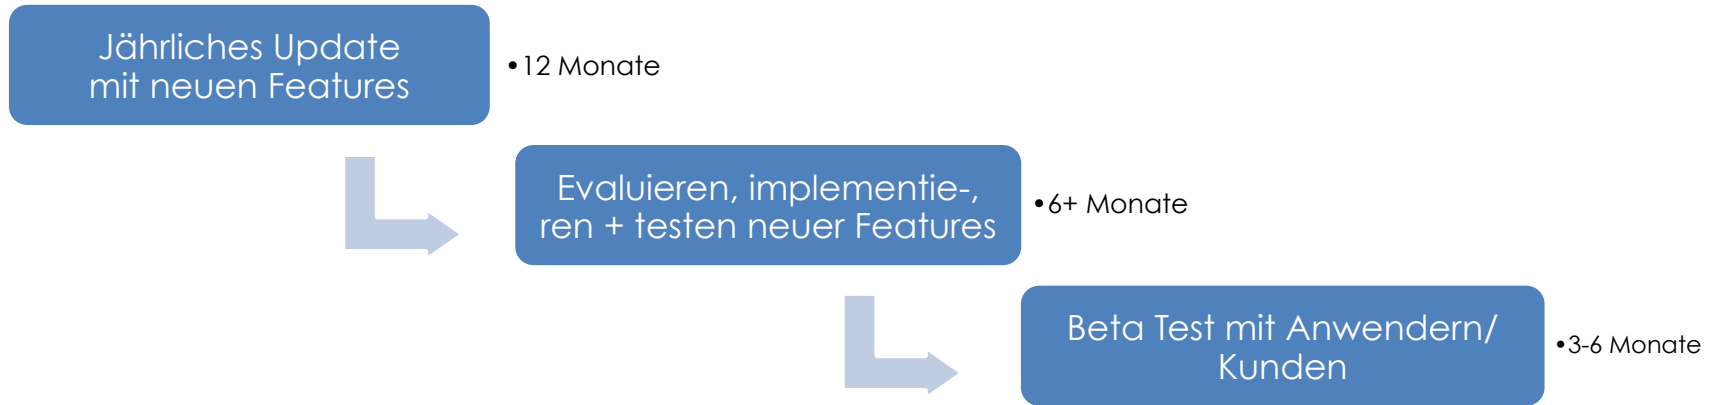 Jährliches Update
mit neuen Features
•12 Monate
Evaluieren, implementie-,
ren + testen neuer Features
•6+ Monate
Beta Test mit Anwendern/
Kunden
•3-6 Monate